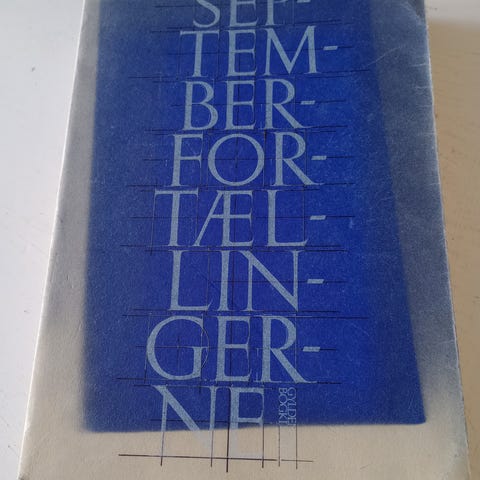 SEP-
TEM-
BER-
FOR-
TÆL-
LIN-
GER-
NE